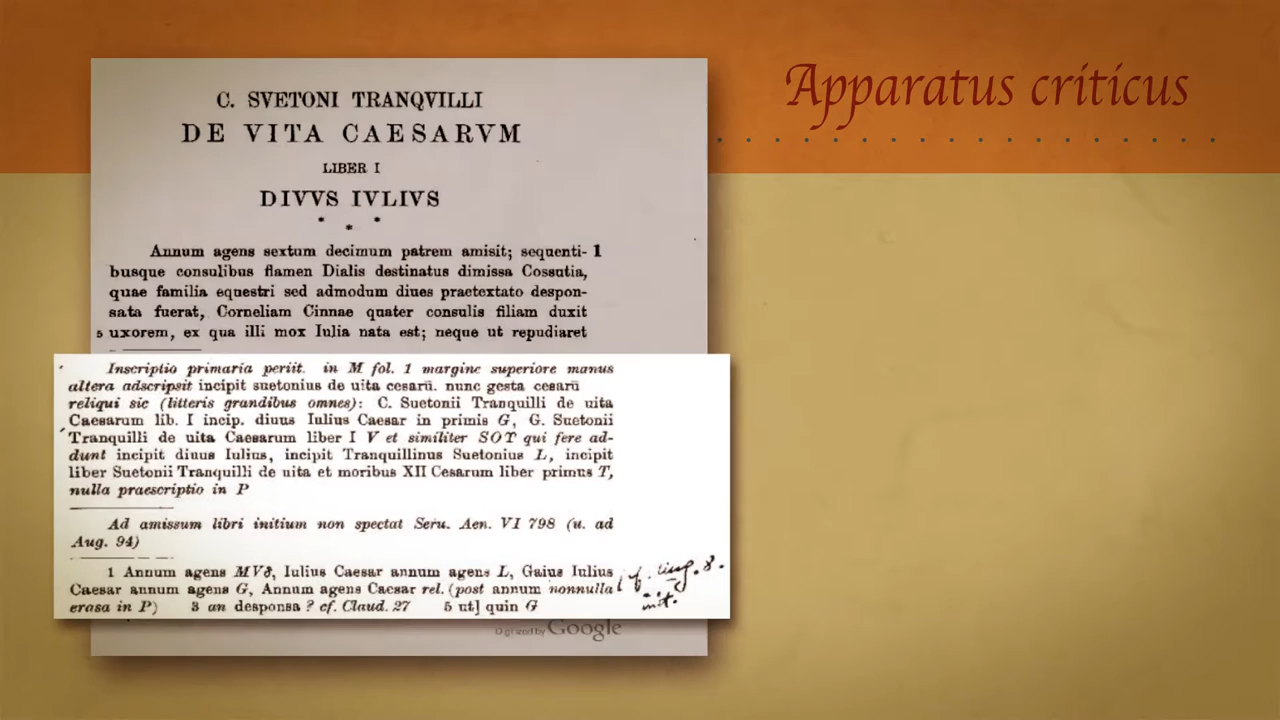 Apparatus criticus
C. SVETONI TRANQVILLI
DE VITA CAESARVM
LIBER I
DIVVS IVLIVS
* * *
Annum agens sextum decimum patrem amisit; sequenti- 1
busque consulibus flamen Dialis destinatus dimissa Cossutia,
quae familia equestri sed admodum diues praetextato despon-
sata fuerat, Corneliam Cinnae quater consulis filiam duxit
5 uxorem, ex qua illi mox Iulia nata est; neque ut repudiaret
Inscriptio primaria periit. in M fol. 1 margine superiore manus
altera adscripsit incipit suetonius de uita cesarū. nunc gesta cesarū
reliqui sic (litteris grandibus omnes): C. Suetonii Tranquilli de uita
Caesarum lib. I incip. diuus Iulius Caesar in primis G, G. Suetonii
Tranquilli de uita Caesarum liber I V et similiter SOT qui fere ad-
dunt incipit diuus Iulius, incipit Tranquillinus Suetonius L, incipit
liber Suetonii Tranquilli de uita et moribus XII Cesarum liber primus T,
nulla praescriptio in P
Ad amissum libri initium non spectat Seru. Aen. VI 798 (u. ad
Aug. 94)
1 Annum agens MVδ, Iulius Caesar annum agens L, Gaius Iulius
Caesar annum agens G, Annum agens Caesar rel. (post annum nonnulla
erasa in P) 3 an desponsa? cf. Claud. 27 5 ut] quin G
cf. Aug. 8.
init.
Digitized by Google